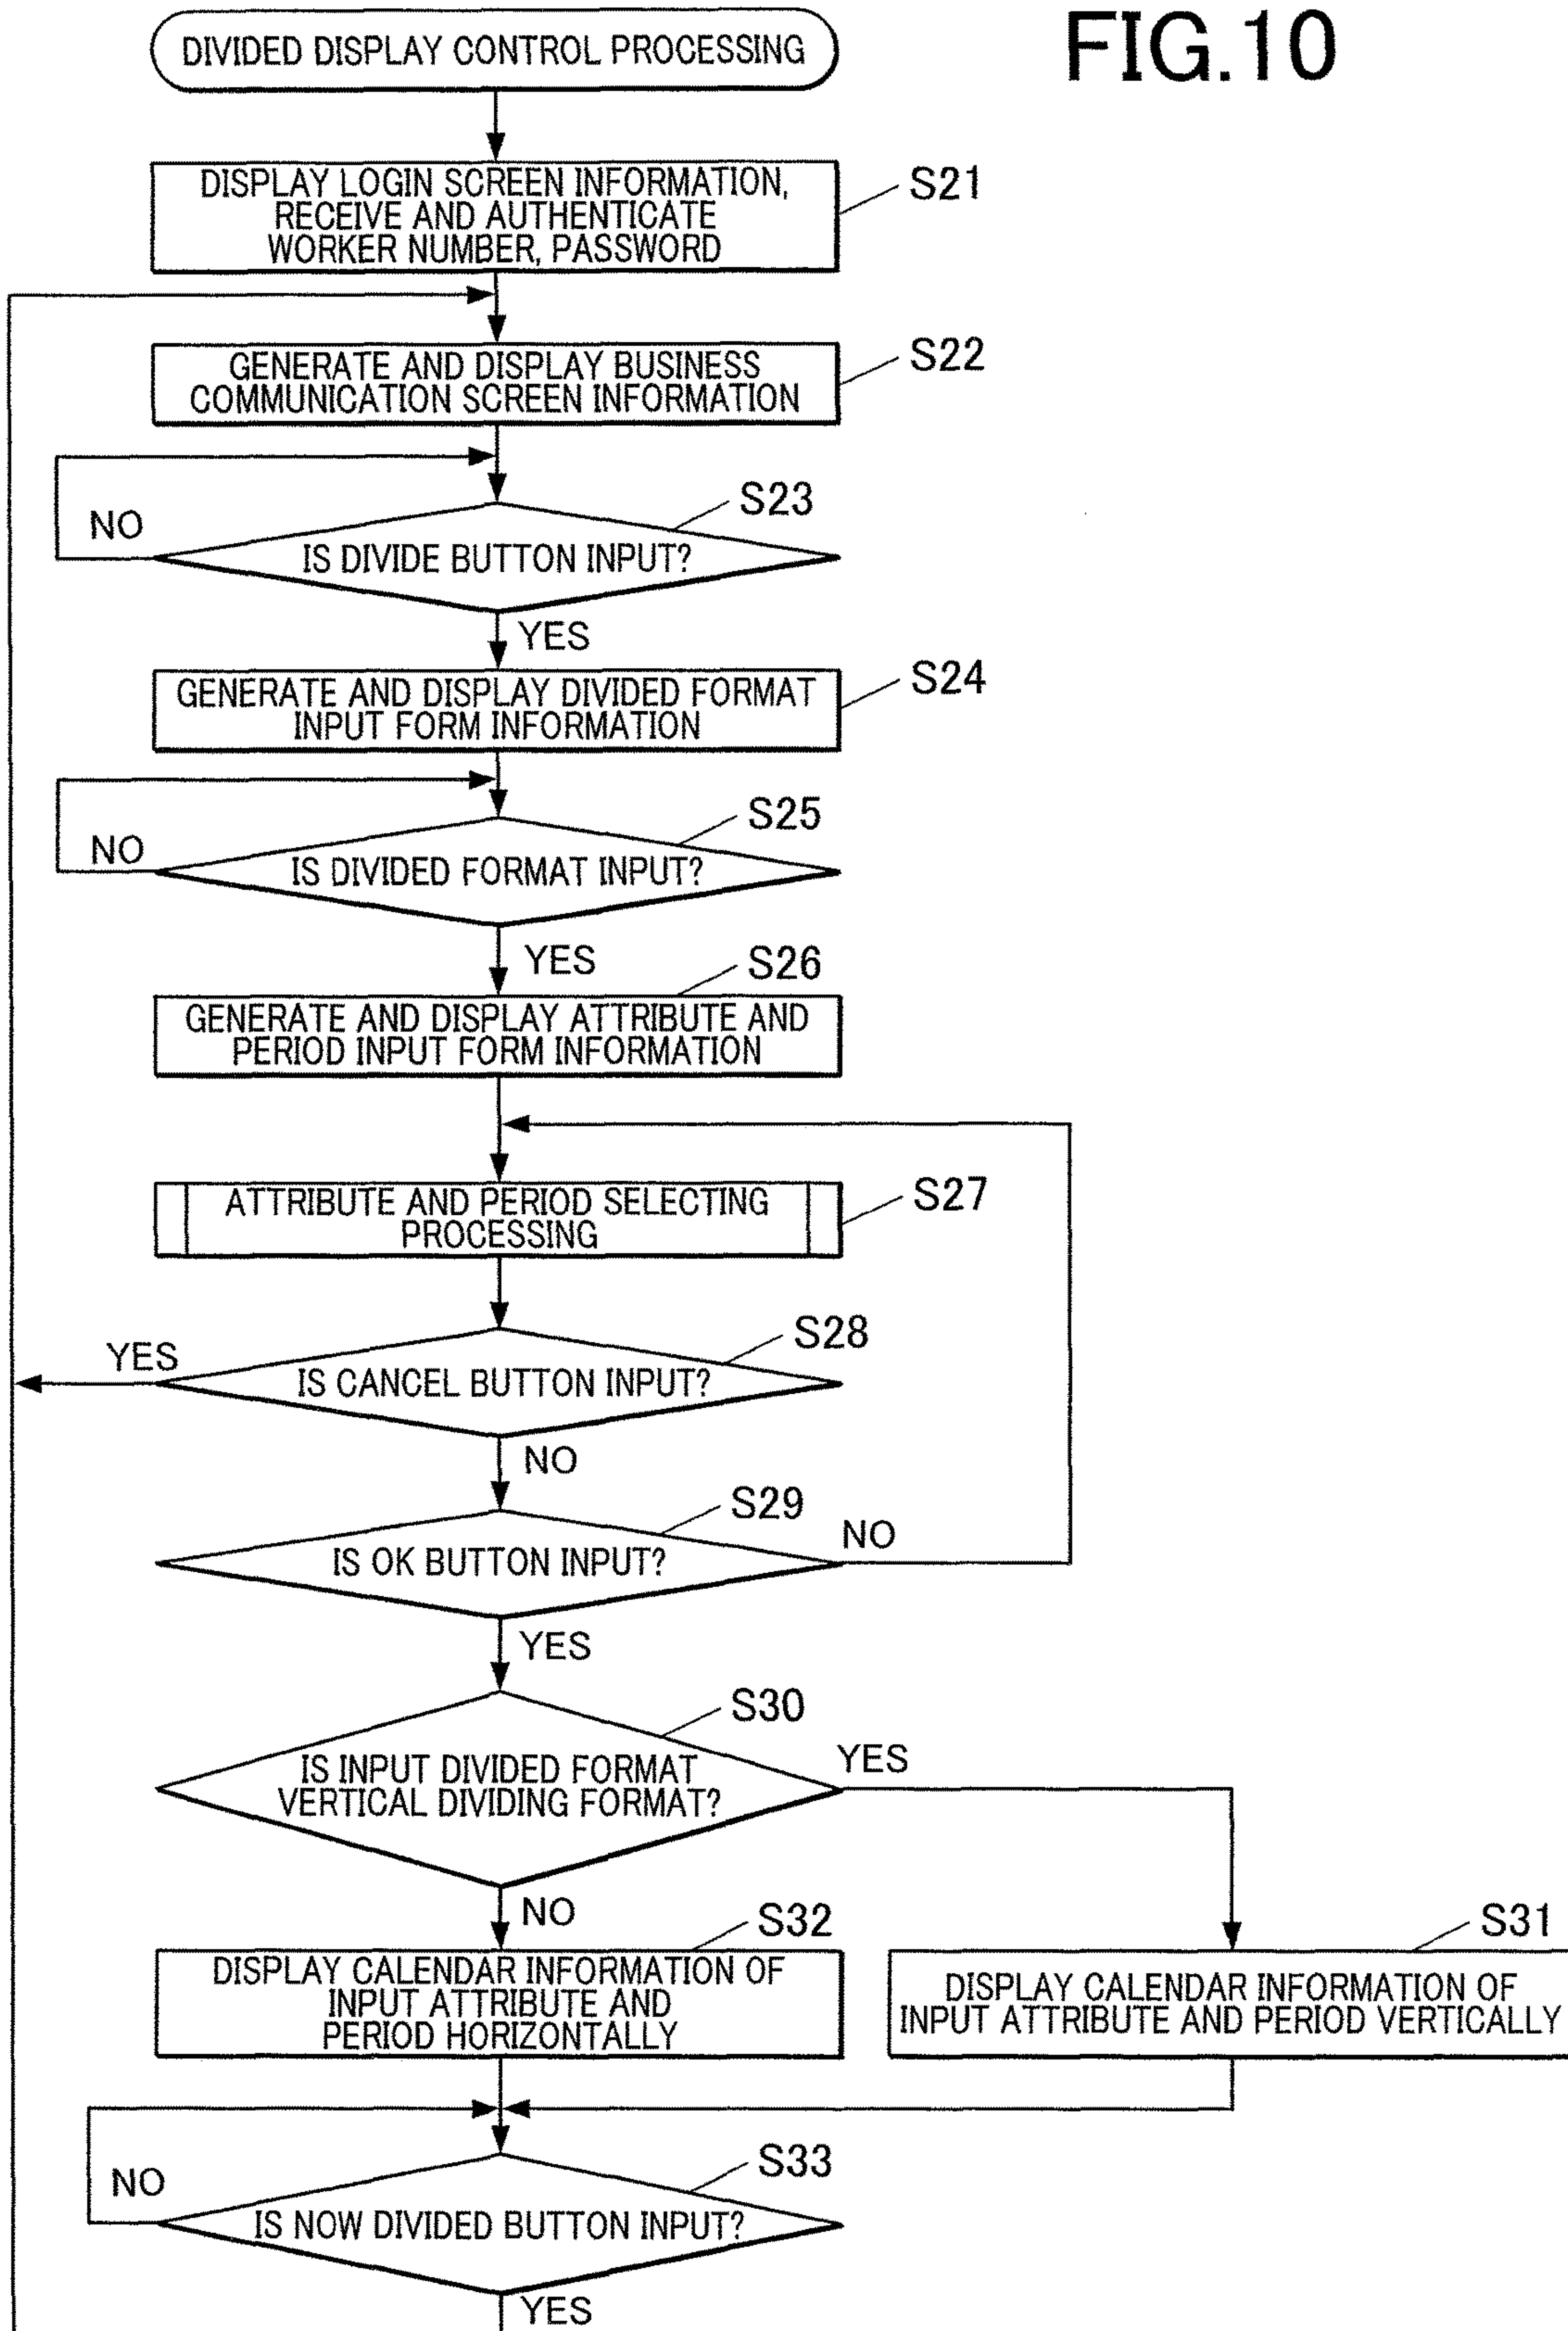 FIG.10
DIVIDED DISPLAY CONTROL PROCESSING
DISPLAY LOGIN SCREEN INFORMATION,
RECEIVE AND AUTHENTICATE
WORKER NUMBER, PASSWORD
S21
GENERATE AND DISPLAY BUSINESS
COMMUNICATION SCREEN INFORMATION
S22
S23
NO
IS DIVIDE BUTTON INPUT?
YES
GENERATE AND DISPLAY DIVIDED FORMAT
INPUT FORM INFORMATION
S24
S25
NO
IS DIVIDED FORMAT INPUT?
YES
S26
GENERATE AND DISPLAY ATTRIBUTE AND
PERIOD INPUT FORM INFORMATION
ATTRIBUTE AND PERIOD SELECTING
PROCESSING
S27
S28
YES
IS CANCEL BUTTON INPUT?
NO
S29
NO
IS OK BUTTON INPUT?
YES
S30
IS INPUT DIVIDED FORMAT
VERTICAL DIVIDING FORMAT?
YES
NO
S32
DISPLAY CALENDAR INFORMATION OF
INPUT ATTRIBUTE AND
PERIOD HORIZONTALLY
S31
DISPLAY CALENDAR INFORMATION OF
INPUT ATTRIBUTE AND PERIOD VERTICALLY
S33
NO
IS NOW DIVIDED BUTTON INPUT?
YES